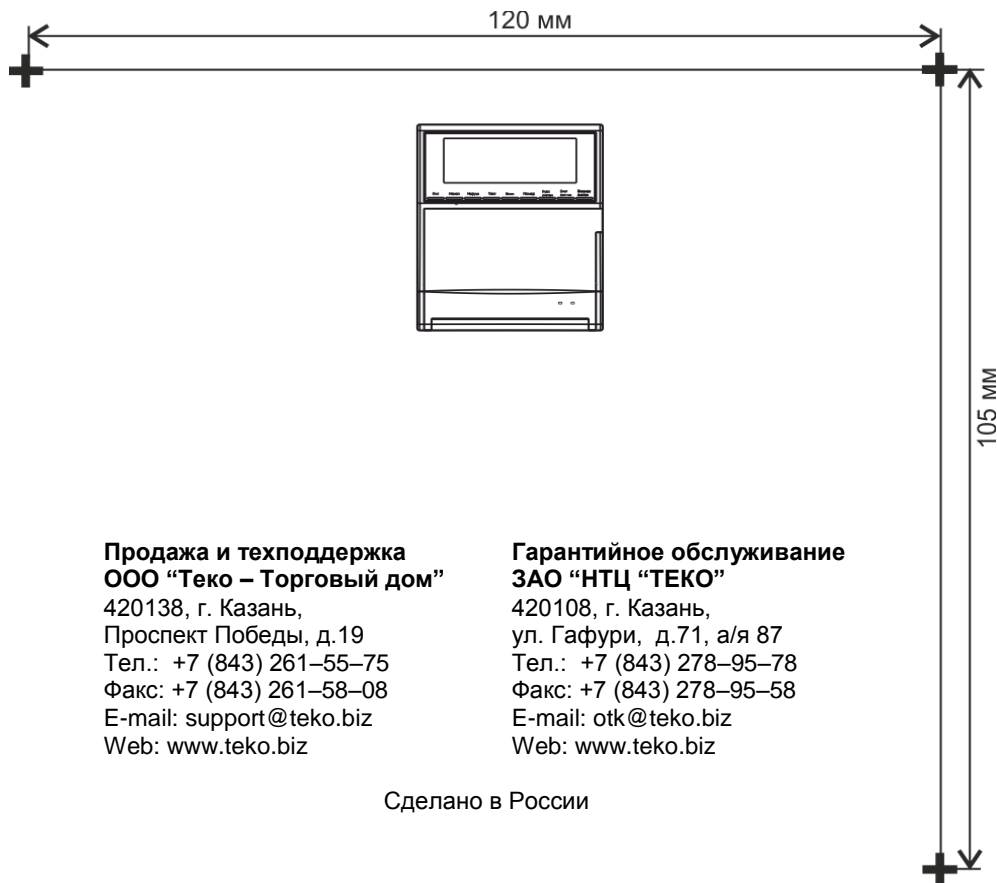 120 мм
105 мм
Продажа и техподдержка
ООО “Теко – Торговый дом”
420138, г. Казань,
Проспект Победы, д.19
Тел.: +7 (843) 261–55–75
Факс: +7 (843) 261–58–08
E-mail: support@teko.biz
Web: www.teko.biz
Гарантийное обслуживание
ЗАО “НТЦ “ТЕКО”
420108, г. Казань,
ул. Гафури, д.71, а/я 87
Тел.: +7 (843) 278–95–78
Факс: +7 (843) 278–95–58
E-mail: otk@teko.biz
Web: www.teko.biz
Сделано в России